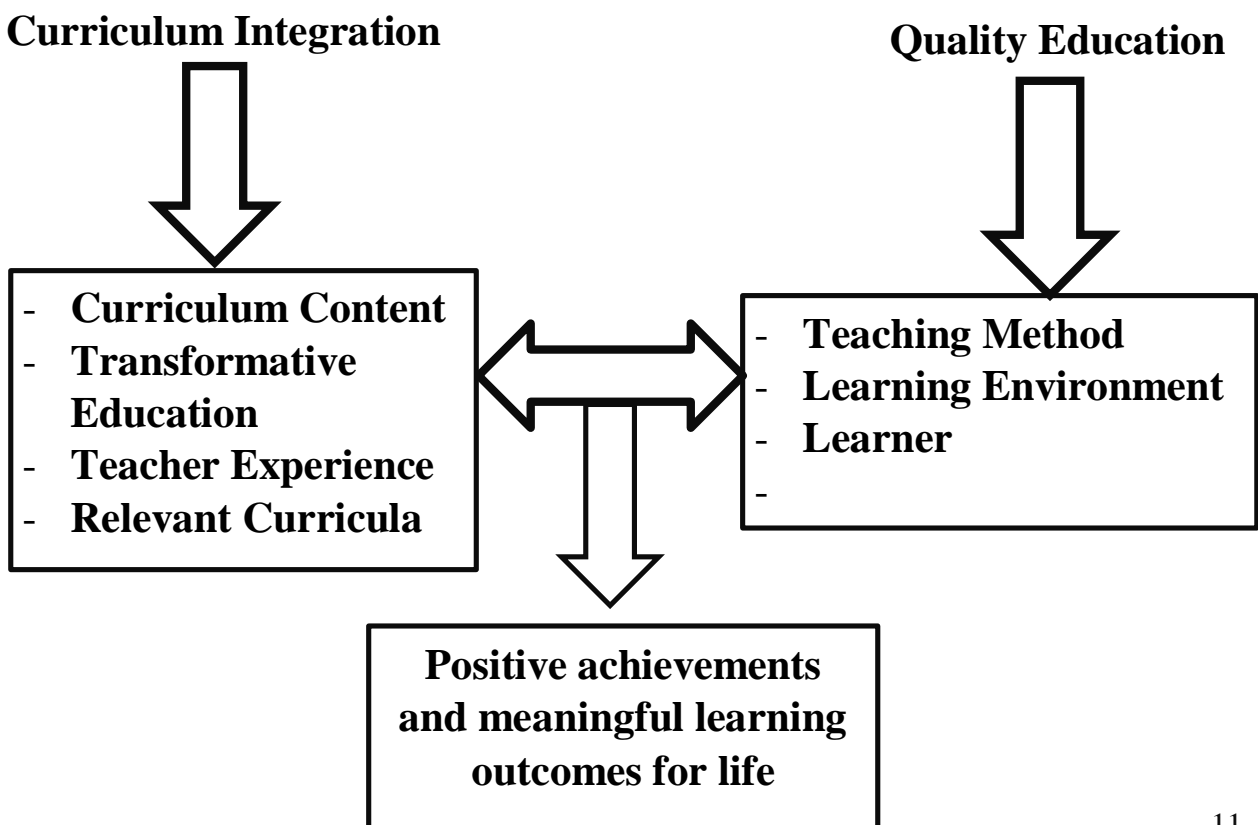 Curriculum Integration
Quality Education
- Curriculum Content
- Transformative
Education
- Teacher Experience
- Relevant Curricula
- Teaching Method
- Learning Environment
- Learner
-
Positive achievements
and meaningful learning
outcomes for life
11